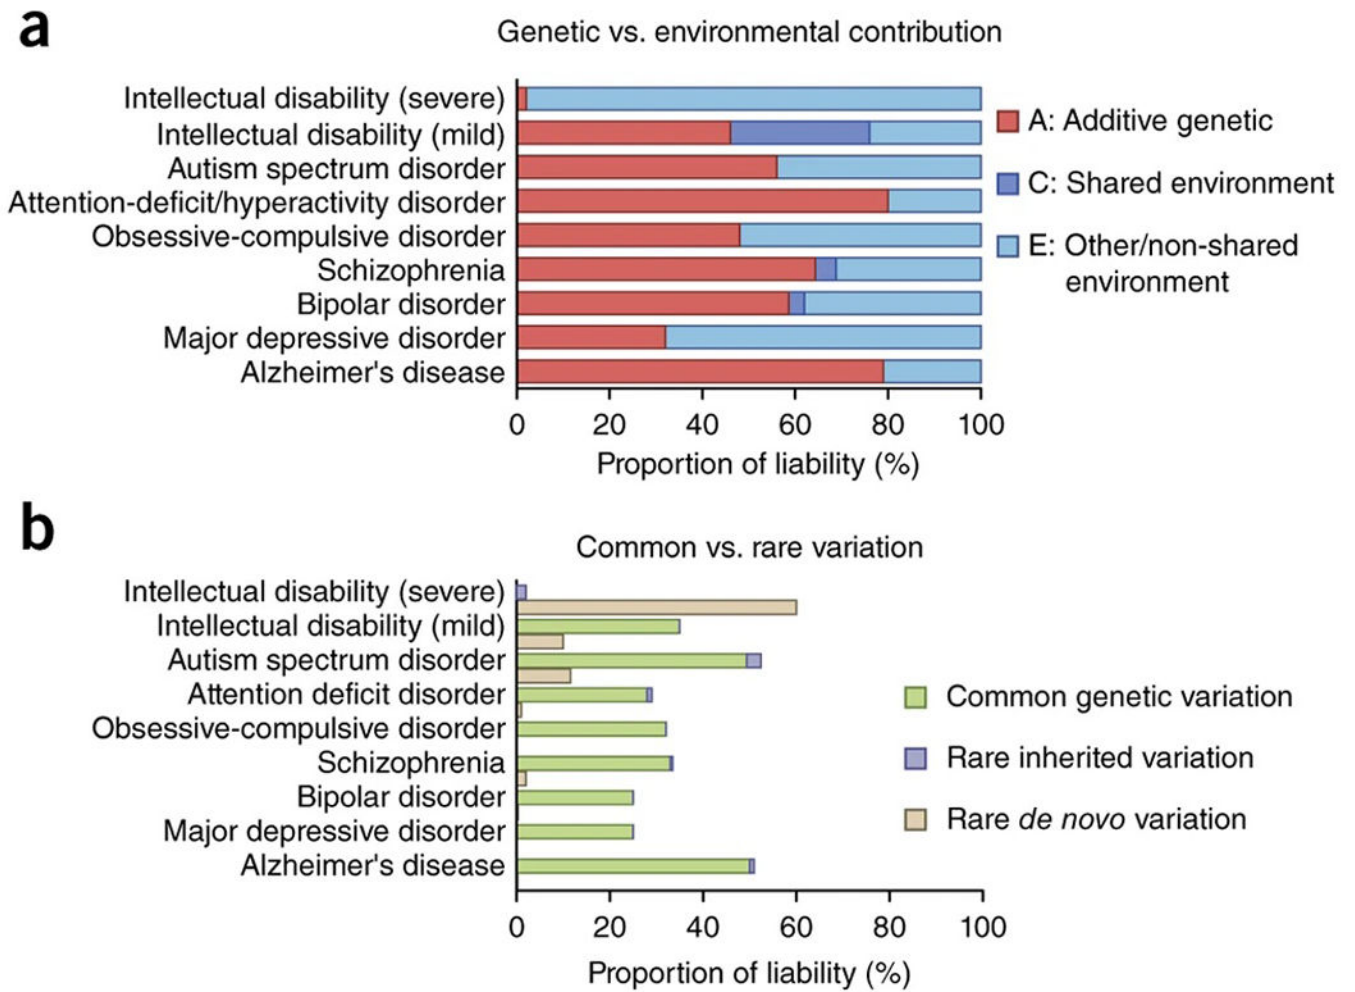 a
Genetic vs. environmental contribution
Intellectual disability (severe)
Intellectual disability (mild)
Autism spectrum disorder
Attention-deficit/hyperactivity disorder
Obsessive-compulsive disorder
Schizophrenia
Bipolar disorder
Major depressive disorder
Alzheimer's disease
A: Additive genetic
C: Shared environment
E: Other/non-shared
environment
0 20 40 60 80 100
Proportion of liability (%)
b
Common vs. rare variation
Intellectual disability (severe)
Intellectual disability (mild)
Autism spectrum disorder
Attention deficit disorder
Obsessive-compulsive disorder
Schizophrenia
Bipolar disorder
Major depressive disorder
Alzheimer's disease
Common genetic variation
Rare inherited variation
Rare de novo variation
0 20 40 60 80 100
Proportion of liability (%)